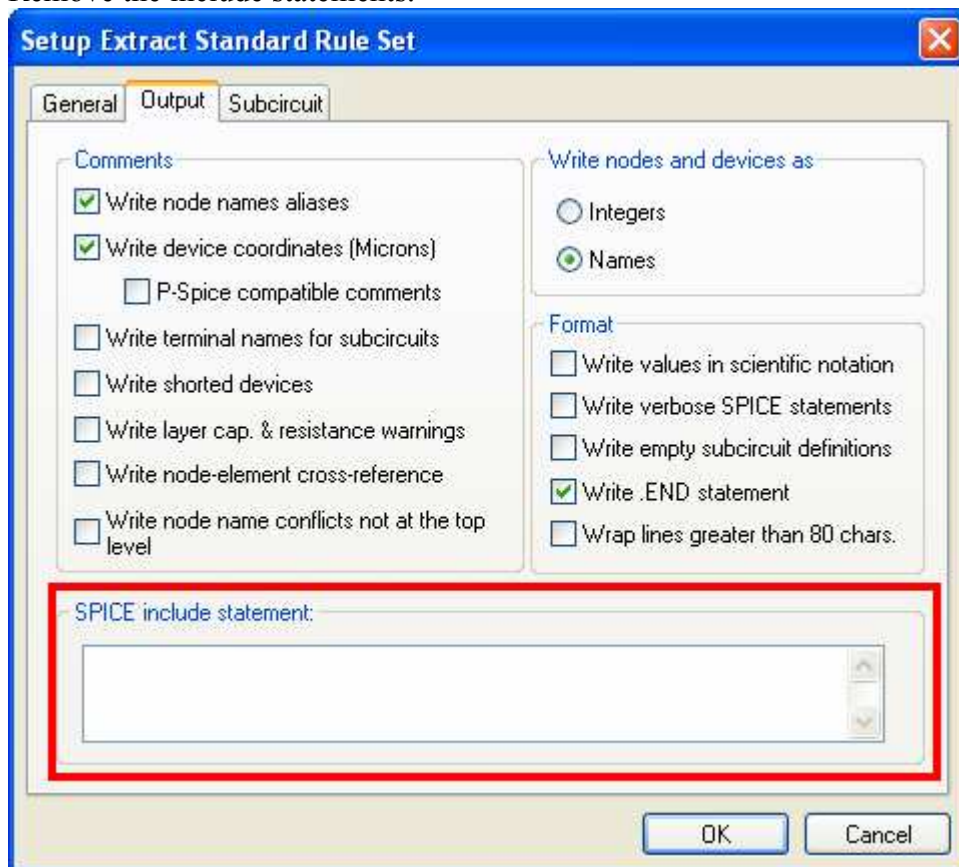 Remove the include statements.
Setup Extract Standard Rule Set
General
Output
Subcircuit
Comments
Write node names aliases
Write device coordinates (Microns)
P-Spice compatible comments
Write terminal names for subcircuits
Write shorted devices
Write layer cap. & resistance warnings
Write node-element cross-reference
Write node name conflicts not at the top
level
Write nodes and devices as
Integers
Names
Format
Write values in scientific notation
Write verbose SPICE statements
Write empty subcircuit definitions
Write .END statement
Wrap lines greater than 80 chars.
SPICE include statement:
OK
Cancel